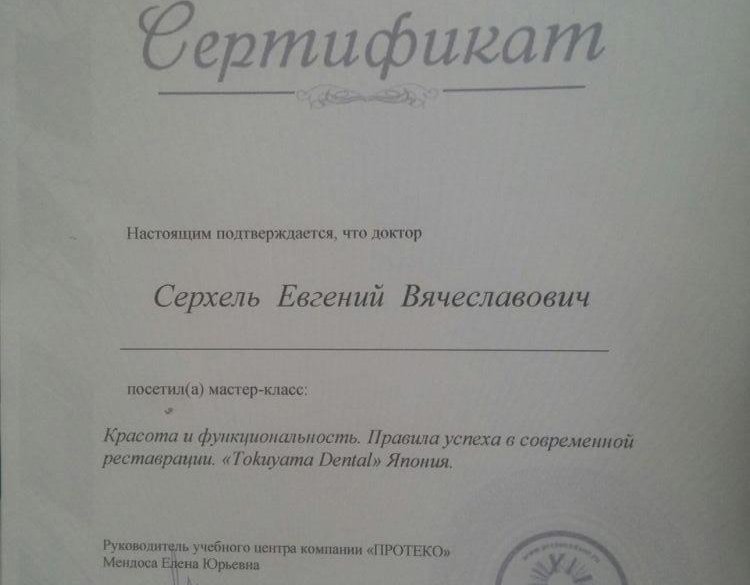 Сертификат
Настоящим подтверждается, что доктор
Серхель Евгений Вячеславович
посетил(а) мастер-класс:
Красота и функциональность. Правила успеха в современной
реставрации. «Tokuyama Dental» Япония.
Руководитель учебного центра компании «ПРОТЕКО»
Мендоса Елена Юрьевна